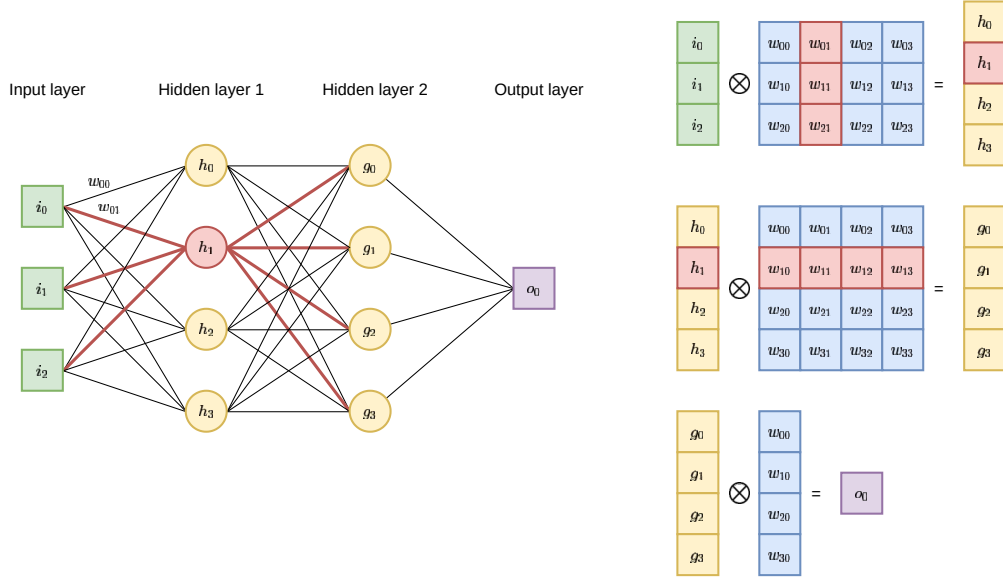 Input layer
Hidden layer 1
Hidden layer 2
Output layer
w₀₀
w₀₁
i₀
i₁
i₂
h₀
h₁
h₂
h₃
g₀
g₁
g₂
g₃
o₀
i₀ w₀₀ w₀₁ w₀₂ w₀₃ h₀
i₁ ⊗ w₁₀ w₁₁ w₁₂ w₁₃ = h₁
i₂ w₂₀ w₂₁ w₂₂ w₂₃ h₂
h₃
h₀ w₀₀ w₀₁ w₀₂ w₀₃ g₀
h₁ ⊗ w₁₀ w₁₁ w₁₂ w₁₃ = g₁
h₂ w₂₀ w₂₁ w₂₂ w₂₃ g₂
h₃ w₃₀ w₃₁ w₃₂ w₃₃ g₃
g₀ w₀₀
g₁ ⊗ w₁₀ = o₀
g₂ w₂₀
g₃ w₃₀